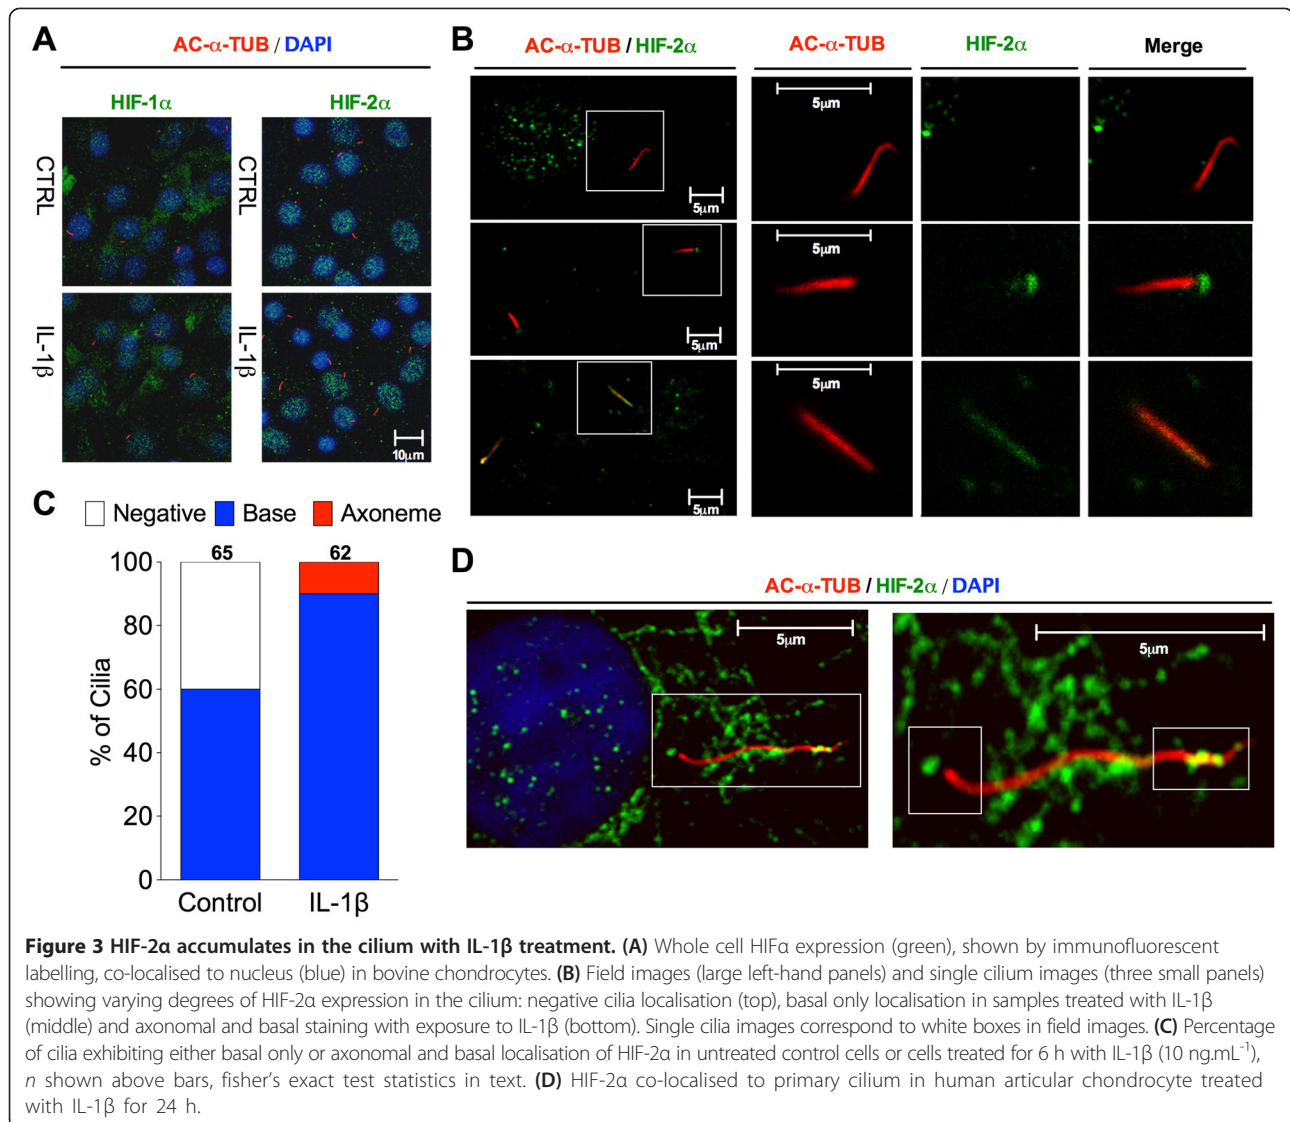 A
AC-α-TUB / DAPI
HIF-1α
HIF-2α
CTRL
CTRL
IL-1β
IL-1β
10μm
B
AC-α-TUB / HIF-2α
AC-α-TUB
HIF-2α
Merge
5μm
5μm
5μm
5μm
5μm
5μm
C
Negative
Base
Axoneme
65
62
100
80
60
40
20
0
% of Cilia
Control
IL-1β
D
AC-α-TUB / HIF-2α / DAPI
5μm
5μm
Figure 3 HIF-2α accumulates in the cilium with IL-1β treatment. (A) Whole cell HIFα expression (green), shown by immunofluorescent
labelling, co-localised to nucleus (blue) in bovine chondrocytes. (B) Field images (large left-hand panels) and single cilium images (three small panels)
showing varying degrees of HIF-2α expression in the cilium: negative cilia localisation (top), basal only localisation in samples treated with IL-1β
(middle) and axonomal and basal staining with exposure to IL-1β (bottom). Single cilia images correspond to white boxes in field images. (C) Percentage
of cilia exhibiting either basal only or axonomal and basal localisation of HIF-2α in untreated control cells or cells treated for 6 h with IL-1β (10 ng.mL⁻¹),
n shown above bars, fisher's exact test statistics in text. (D) HIF-2α co-localised to primary cilium in human articular chondrocyte treated
with IL-1β for 24 h.